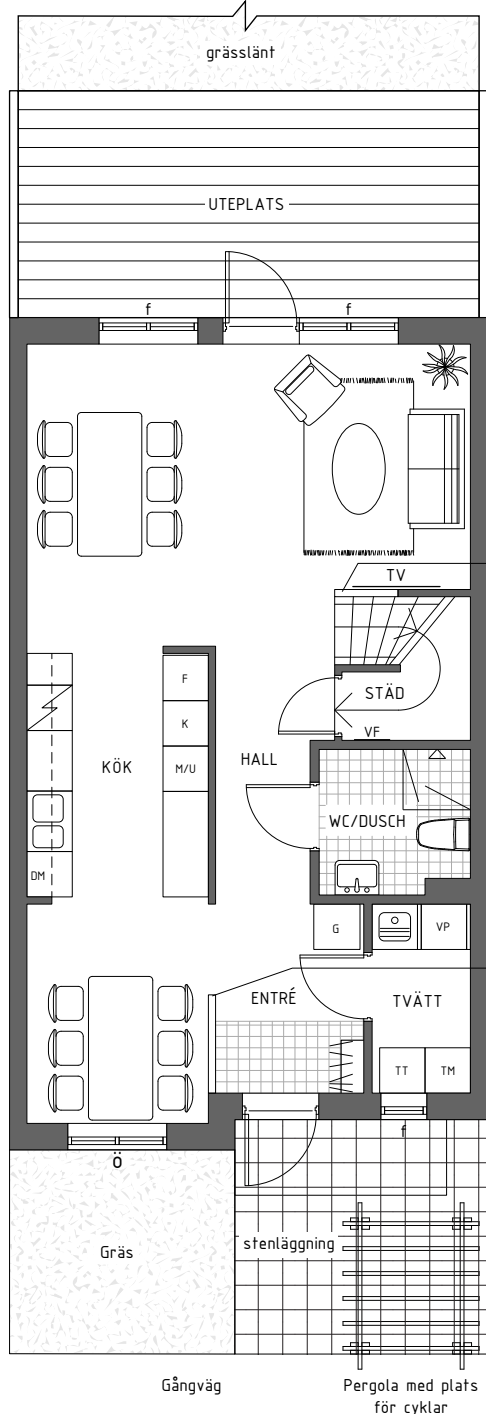 grässlänt
UTEPLATS
f
f
TV
STÄD
VF
F
K
M/U
KÖK
HALL
WC/DUSCH
DM
G
VP
ENTRÉ
TVÄTT
TT
TM
f
Ö
Gräs
stenläggning
Gångväg
Pergola med plats
för cyklar